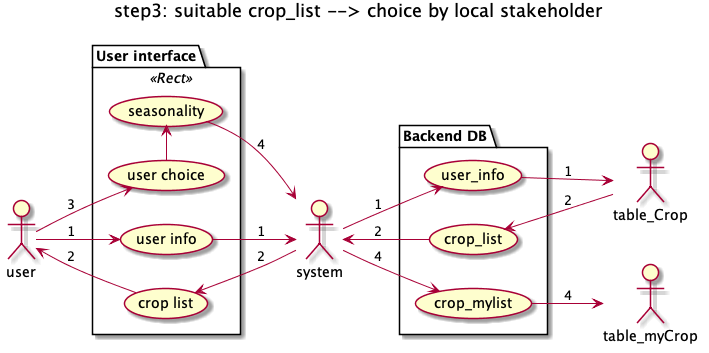 step3: suitable crop_list --> choice by local stakeholder
User interface
«Rect»
seasonality
4
Backend DB
user choice
user_info
1
3
1
2
table_Crop
user
1
user info
1
system
2
crop_list
2
2
4
crop list
crop_mylist
4
table_myCrop